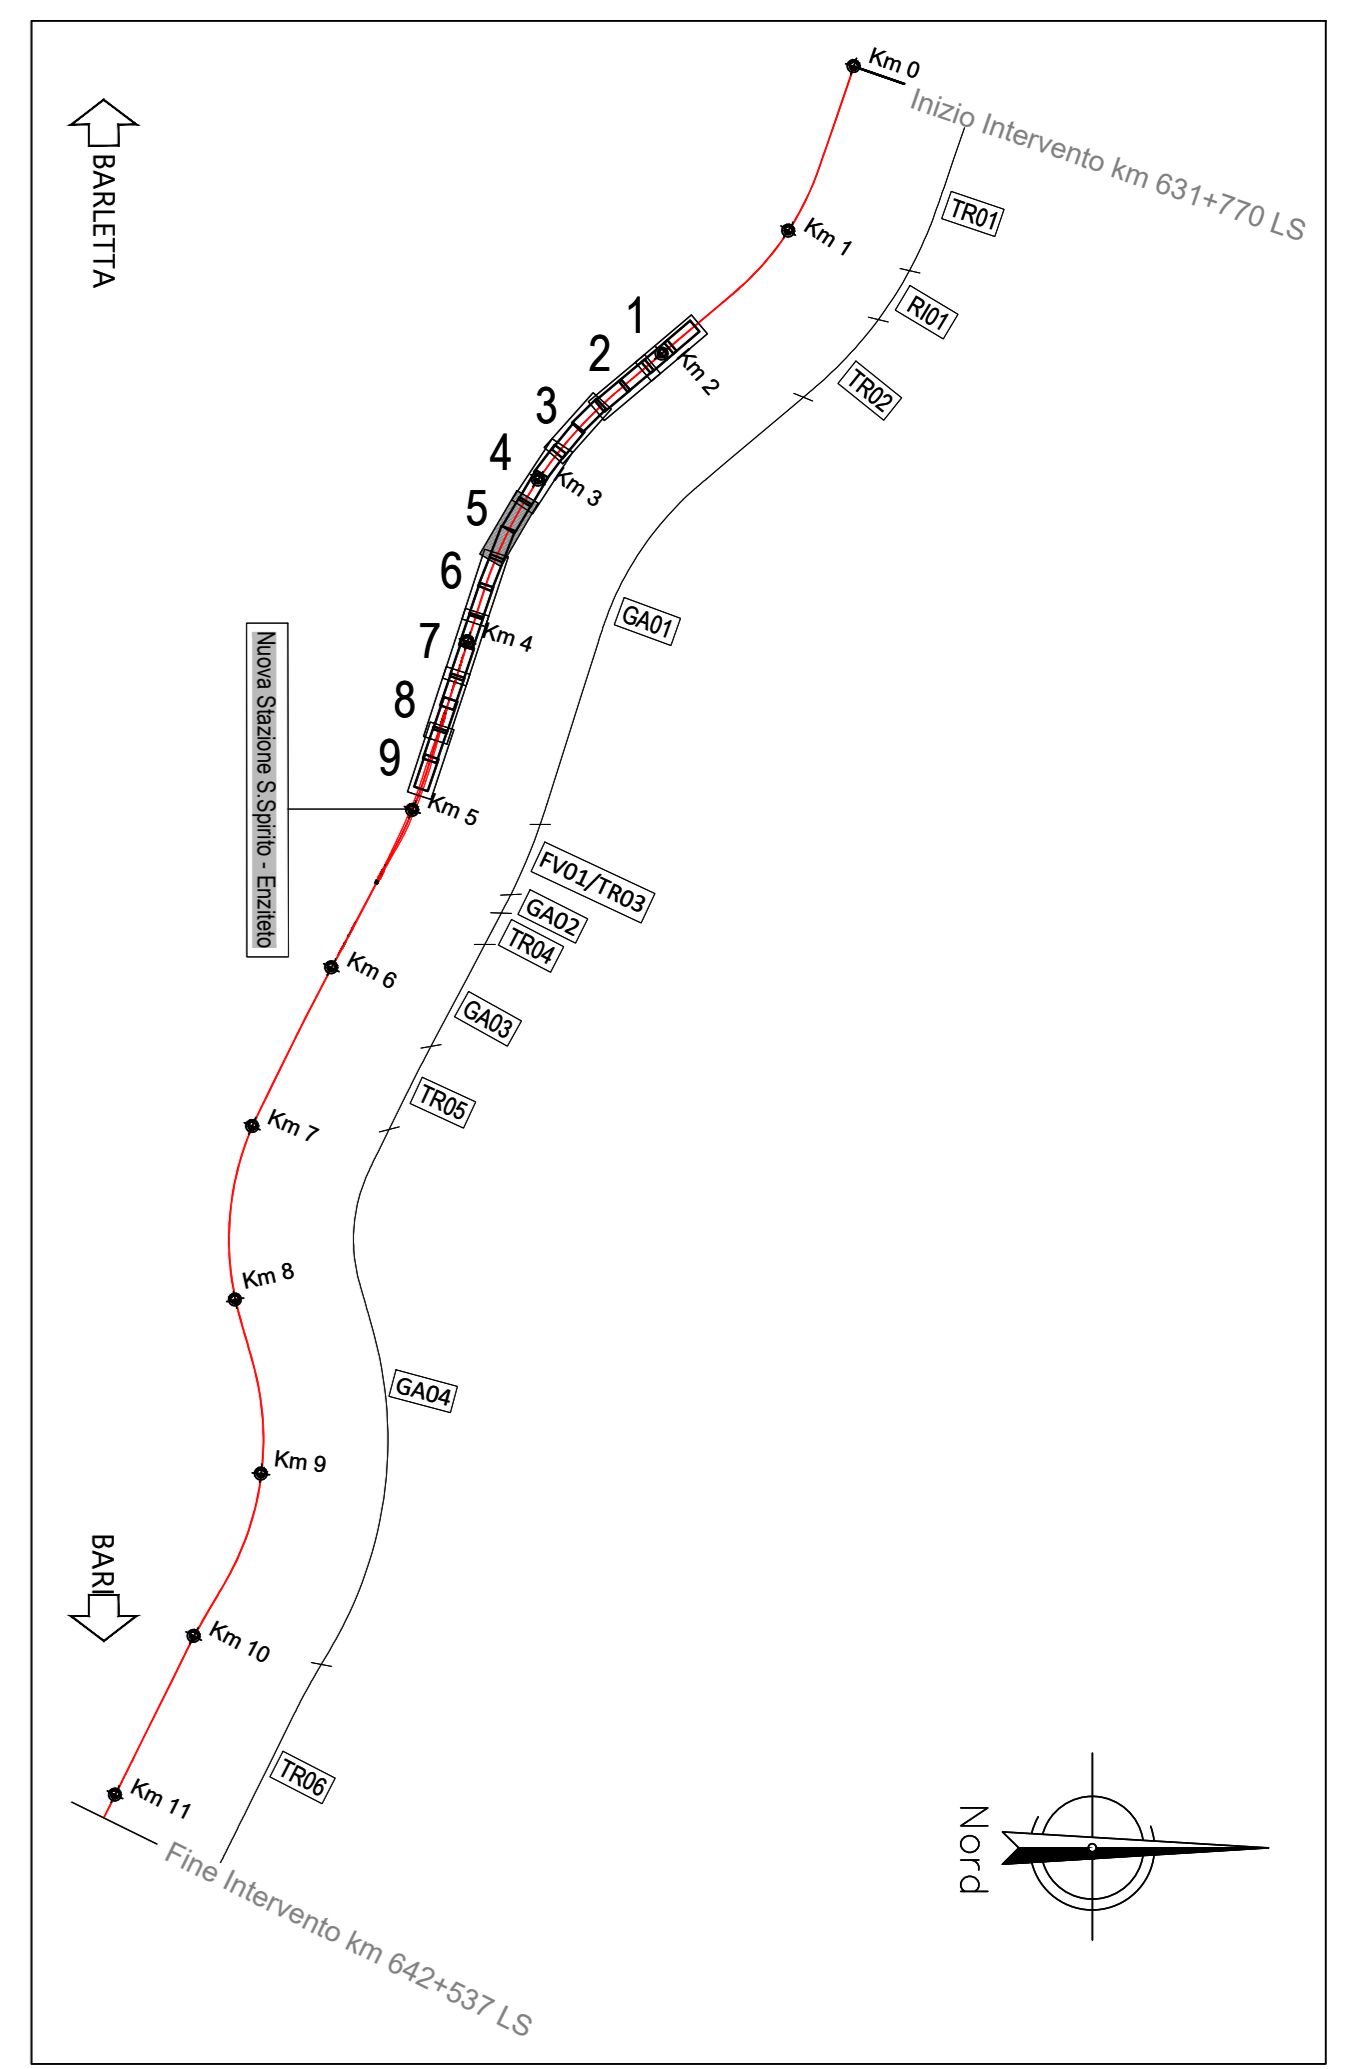 Km 0
Inizio Intervento km 631+770 LS
BARLETTA
TR01
Km 1
RI01
1
2
Km 2
TR02
3
4
Km 3
5
6
GA01
7
Km 4
8
9
Km 5
Nuova Stazione S.Spirito - Enziteto
FV01/TR03
GA02
TR04
Km 6
GA03
TR05
Km 7
Km 8
GA04
Km 9
BARI
Km 10
TR06
Km 11
Fine Intervento km 642+537 LS
Nord